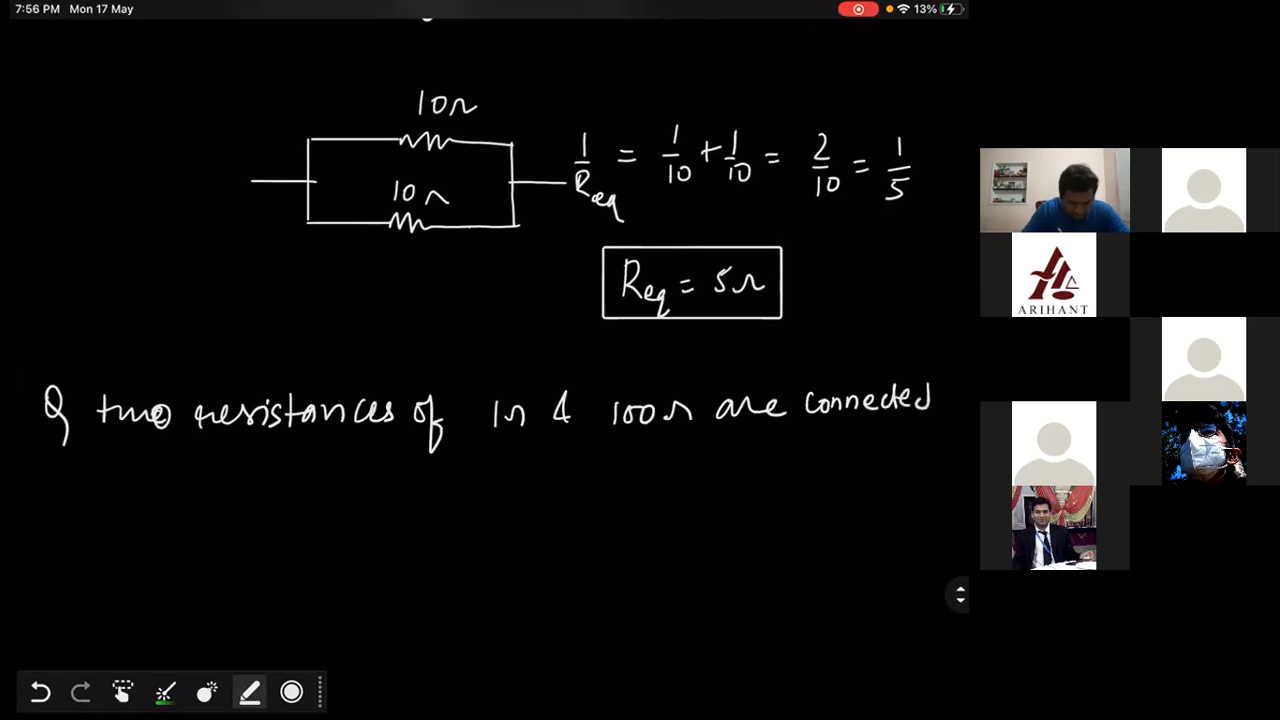 7:56 PM Mon 17 May 13%
10Ω
10Ω
1/Req = 1/10 + 1/10 = 2/10 = 1/5
Req = 5Ω
ARIHANT
Q two resistances of 1Ω & 100Ω are connected